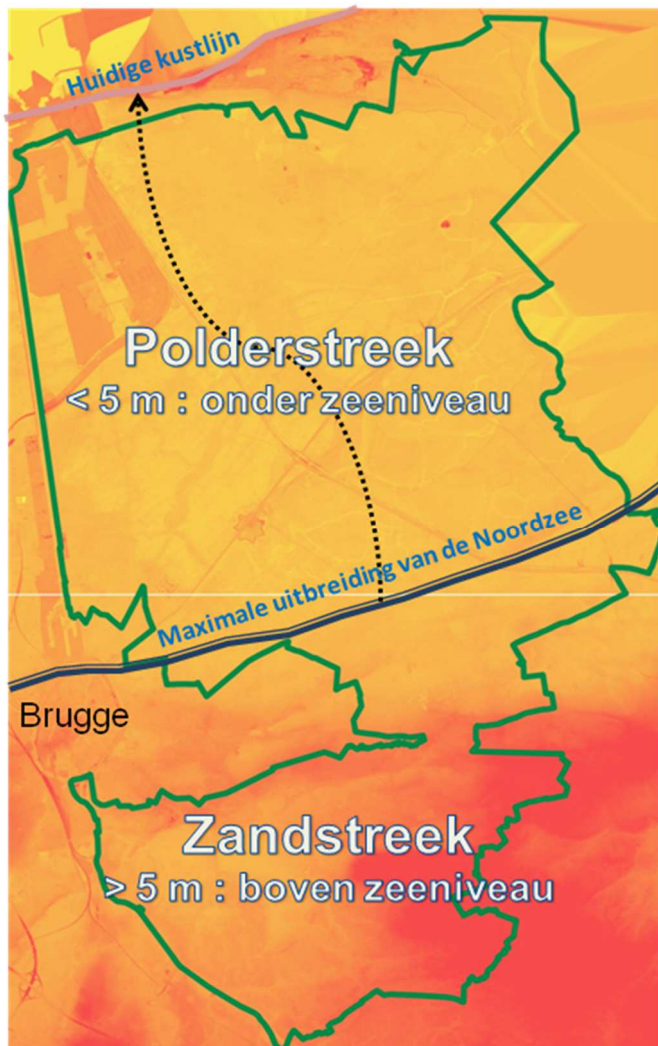 Huidige kustlijn
Polderstreek
< 5 m : onder zeeniveau
Maximale uitbreiding van de Noordzee
Brugge
Zandstreek
> 5 m : boven zeeniveau